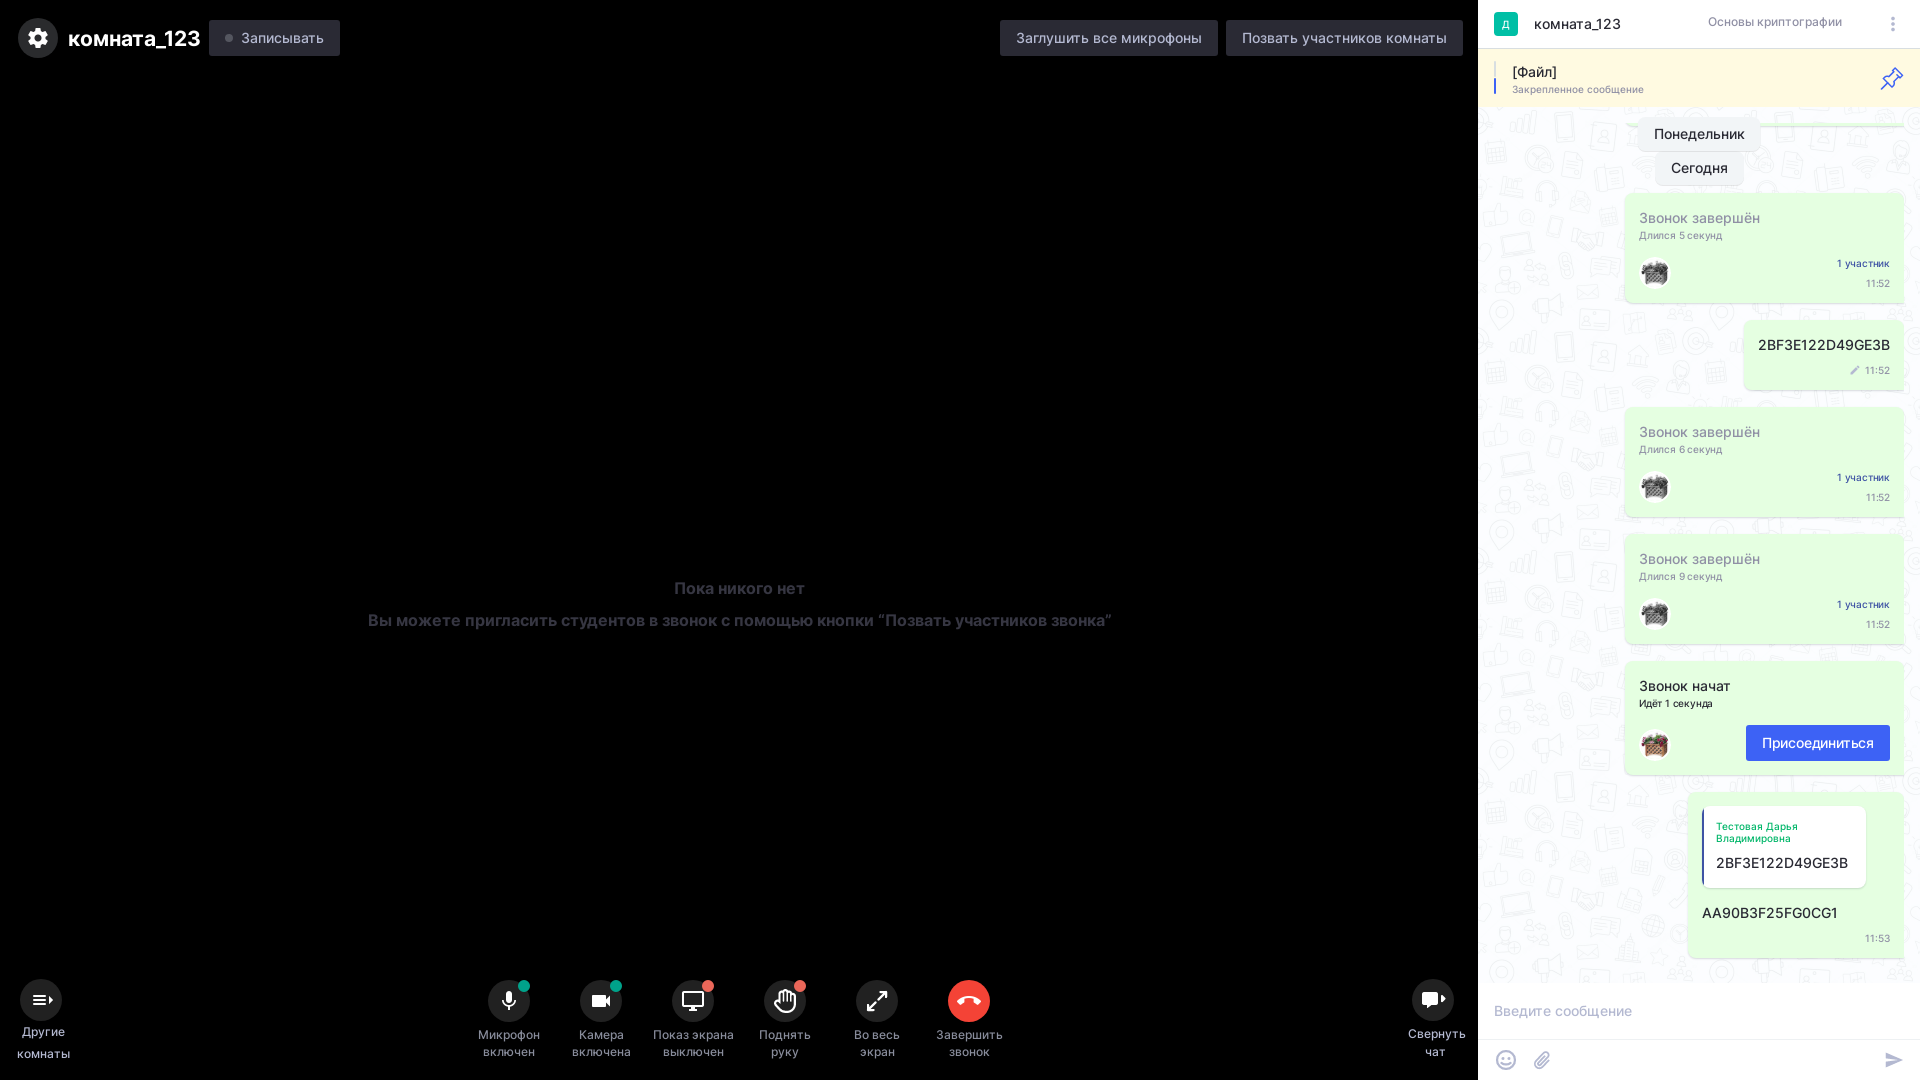 комната_123
Записывать
Заглушить все микрофоны
Позвать участников комнаты
Пока никого нет
Вы можете пригласить студентов в звонок с помощью кнопки “Позвать участников звонка”
Другие
комнаты
Микрофон
включен
Камера
включена
Показ экрана
выключен
Поднять
руку
Во весь
экран
Завершить
звонок
Свернуть
чат
Д
комната_123
Основы криптографии
[Файл]
Закрепленное сообщение
Понедельник
Сегодня
Звонок завершён
Длился 5 секунд
1 участник
11:52
2BF3E122D49GE3B
11:52
Звонок завершён
Длился 6 секунд
1 участник
11:52
Звонок завершён
Длился 9 секунд
1 участник
11:52
Звонок начат
Идёт 1 секунда
Присоединиться
Тестовая Дарья
Владимировна
2BF3E122D49GE3B
AA90B3F25FG0CG1
11:53
Введите сообщение